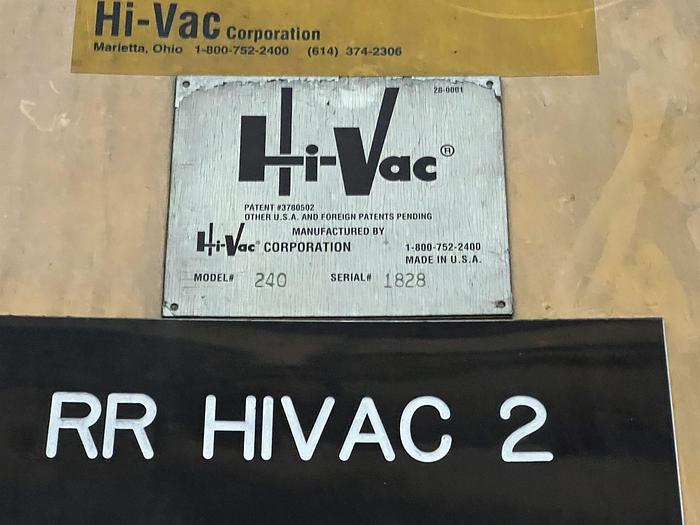 Hi-Vac Corporation
Marietta, Ohio 1-800-752-2400 (614) 374-2306
28-0001
Hi-Vac®
PATENT #3780502
OTHER U.S.A. AND FOREIGN PATENTS PENDING
MANUFACTURED BY
Hi-Vac® CORPORATION 1-800-752-2400
MADE IN U.S.A.
MODEL# 240 SERIAL# 1828
RR HIVAC 2